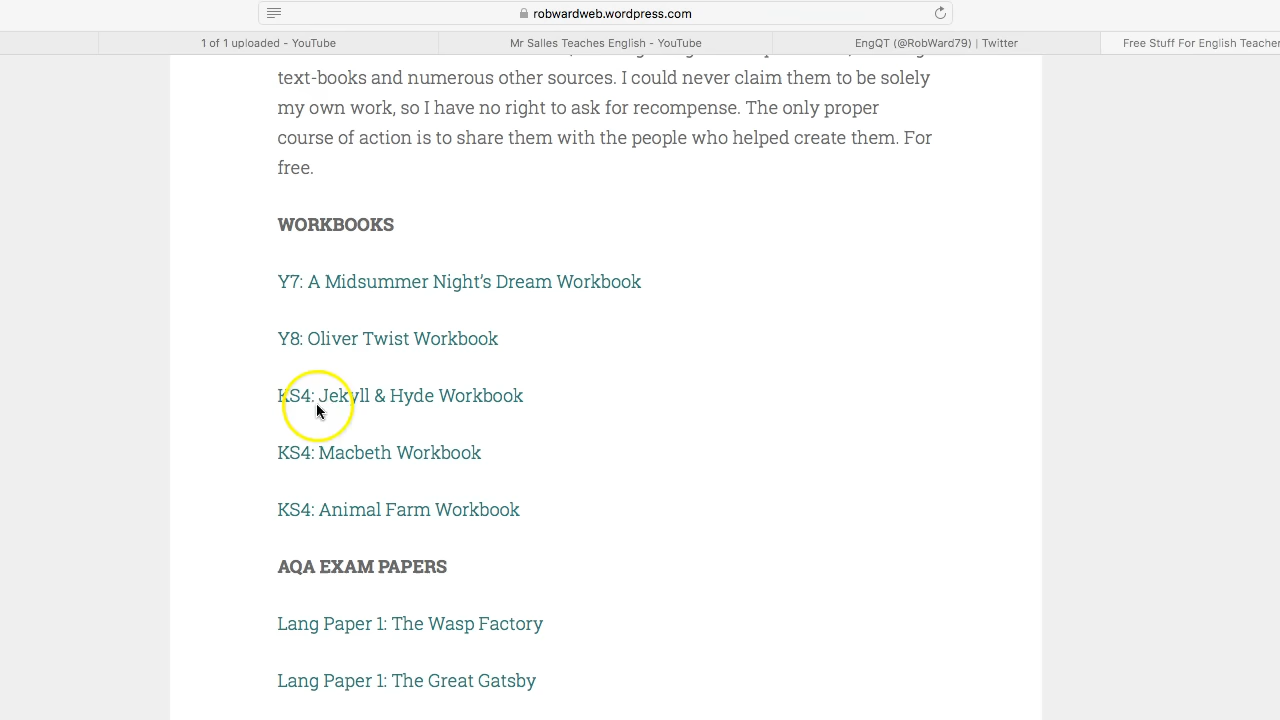 robwardweb.wordpress.com
1 of 1 uploaded - YouTube
Mr Salles Teaches English - YouTube
EngQT (@RobWard79) | Twitter
Free Stuff For English Teacher
text-books and numerous other sources. I could never claim them to be solely
my own work, so I have no right to ask for recompense. The only proper
course of action is to share them with the people who helped create them. For
free.
WORKBOOKS
Y7: A Midsummer Night’s Dream Workbook
Y8: Oliver Twist Workbook
KS4: Jekyll & Hyde Workbook
KS4: Macbeth Workbook
KS4: Animal Farm Workbook
AQA EXAM PAPERS
Lang Paper 1: The Wasp Factory
Lang Paper 1: The Great Gatsby